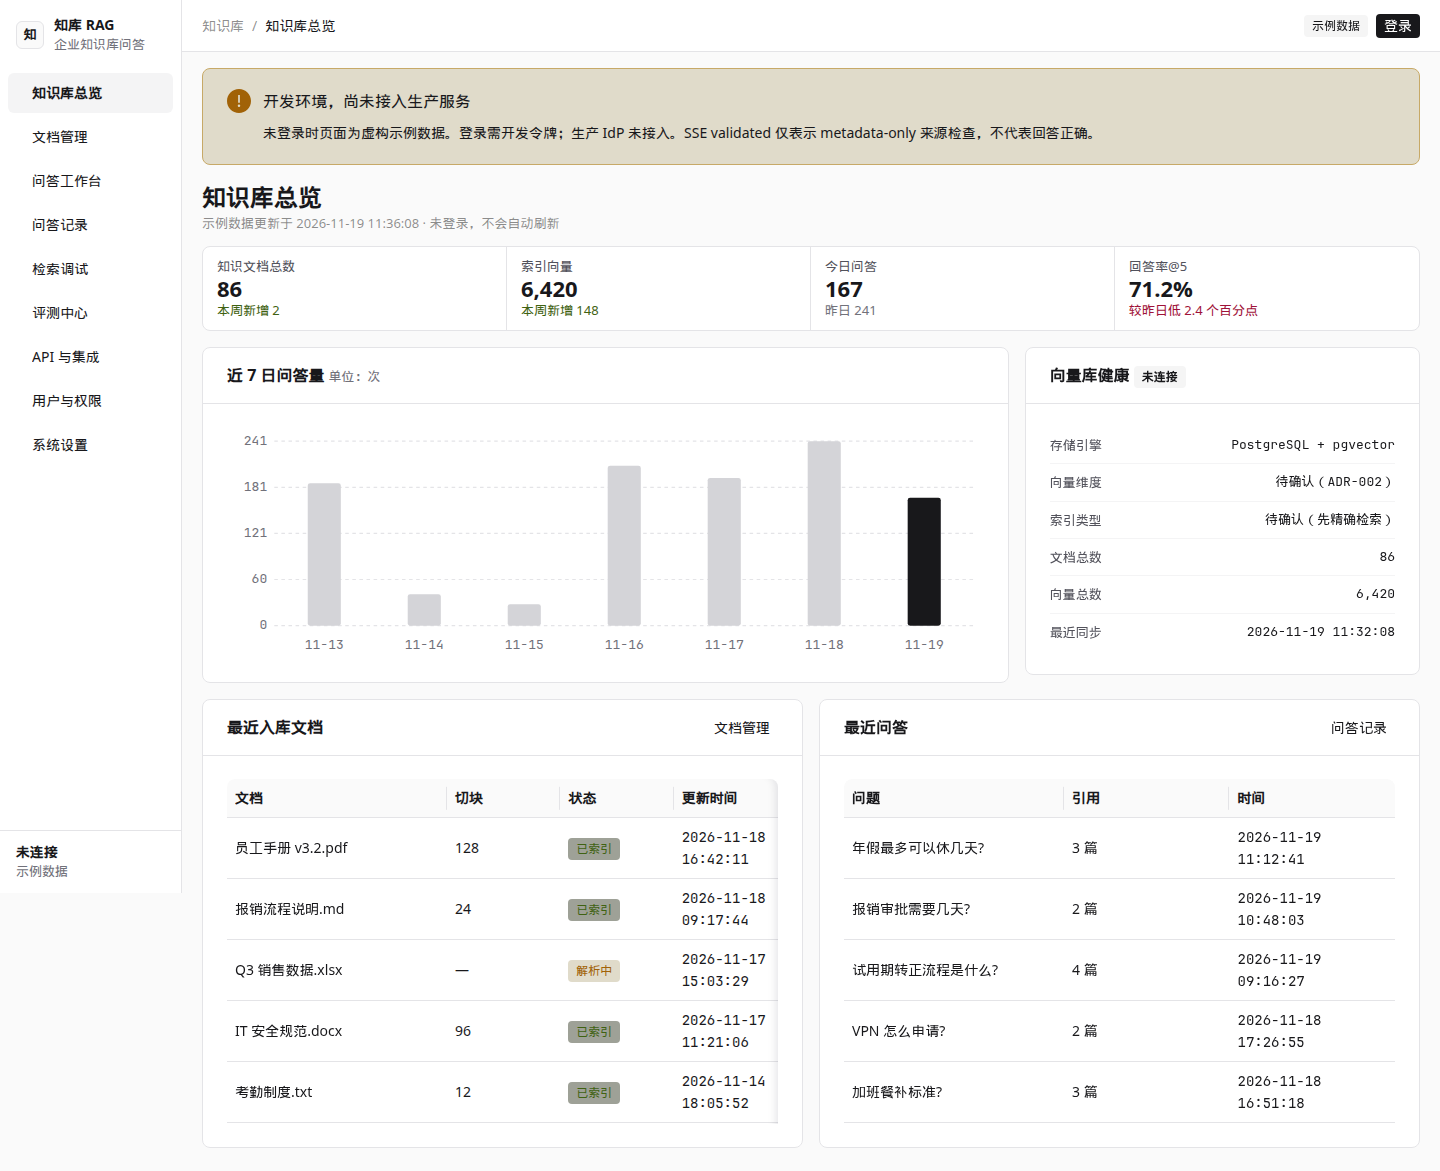 知
知库 RAG
企业知识库问答
知识库总览
文档管理
问答工作台
问答记录
检索调试
评测中心
API 与集成
用户与权限
系统设置
未连接
示例数据
知识库 / 知识库总览
示例数据
登录
!
开发环境，尚未接入生产服务
未登录时页面为虚构示例数据。登录需开发令牌；生产 IdP 未接入。SSE validated 仅表示 metadata-only 来源检查，不代表回答正确。
知识库总览
示例数据更新于 2026-11-19 11:36:08 · 未登录，不会自动刷新
知识文档总数
86
本周新增 2
索引向量
6,420
本周新增 148
今日问答
167
昨日 241
回答率@5
71.2%
较昨日低 2.4 个百分点
近 7 日问答量 单位：次
241
181
121
60
0
11-13 11-14 11-15 11-16 11-17 11-18 11-19
向量库健康 未连接
存储引擎 PostgreSQL + pgvector
向量维度 待确认（ADR-002）
索引类型 待确认（先精确检索）
文档总数 86
向量总数 6,420
最近同步 2026-11-19 11:32:08
最近入库文档 文档管理
文档 切块 状态 更新时间
员工手册 v3.2.pdf 128 已索引 2026-11-18
16:42:11
报销流程说明.md 24 已索引 2026-11-18
09:17:44
Q3 销售数据.xlsx — 解析中 2026-11-17
15:03:29
IT 安全规范.docx 96 已索引 2026-11-17
11:21:06
考勤制度.txt 12 已索引 2026-11-14
18:05:52
最近问答 问答记录
问题 引用 时间
年假最多可以休几天? 3 篇 2026-11-19
11:12:41
报销审批需要几天? 2 篇 2026-11-19
10:48:03
试用期转正流程是什么? 4 篇 2026-11-19
09:16:27
VPN 怎么申请? 2 篇 2026-11-18
17:26:55
加班餐补标准? 3 篇 2026-11-18
16:51:18